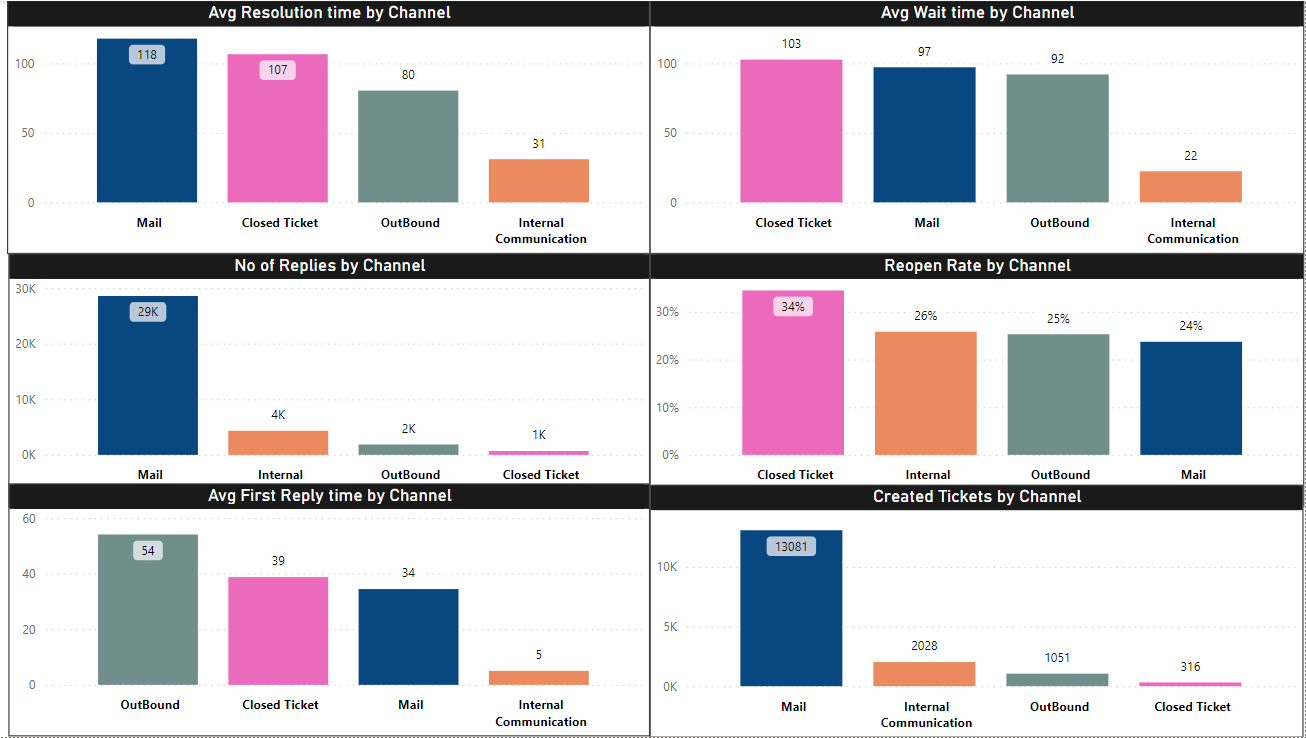 Avg Resolution time by Channel
100
50
0
118
107
80
31
Mail
Closed Ticket
OutBound
Internal
Communication
Avg Wait time by Channel
100
50
0
103
97
92
22
Closed Ticket
Mail
OutBound
Internal
Communication
No of Replies by Channel
30K
20K
10K
0K
29K
4K
2K
1K
Mail
Internal
OutBound
Closed Ticket
Reopen Rate by Channel
30%
20%
10%
0%
34%
26%
25%
24%
Closed Ticket
Internal
OutBound
Mail
Avg First Reply time by Channel
60
40
20
0
54
39
34
5
OutBound
Closed Ticket
Mail
Internal
Communication
Created Tickets by Channel
10K
5K
0K
13081
2028
1051
316
Mail
Internal
Communication
OutBound
Closed Ticket